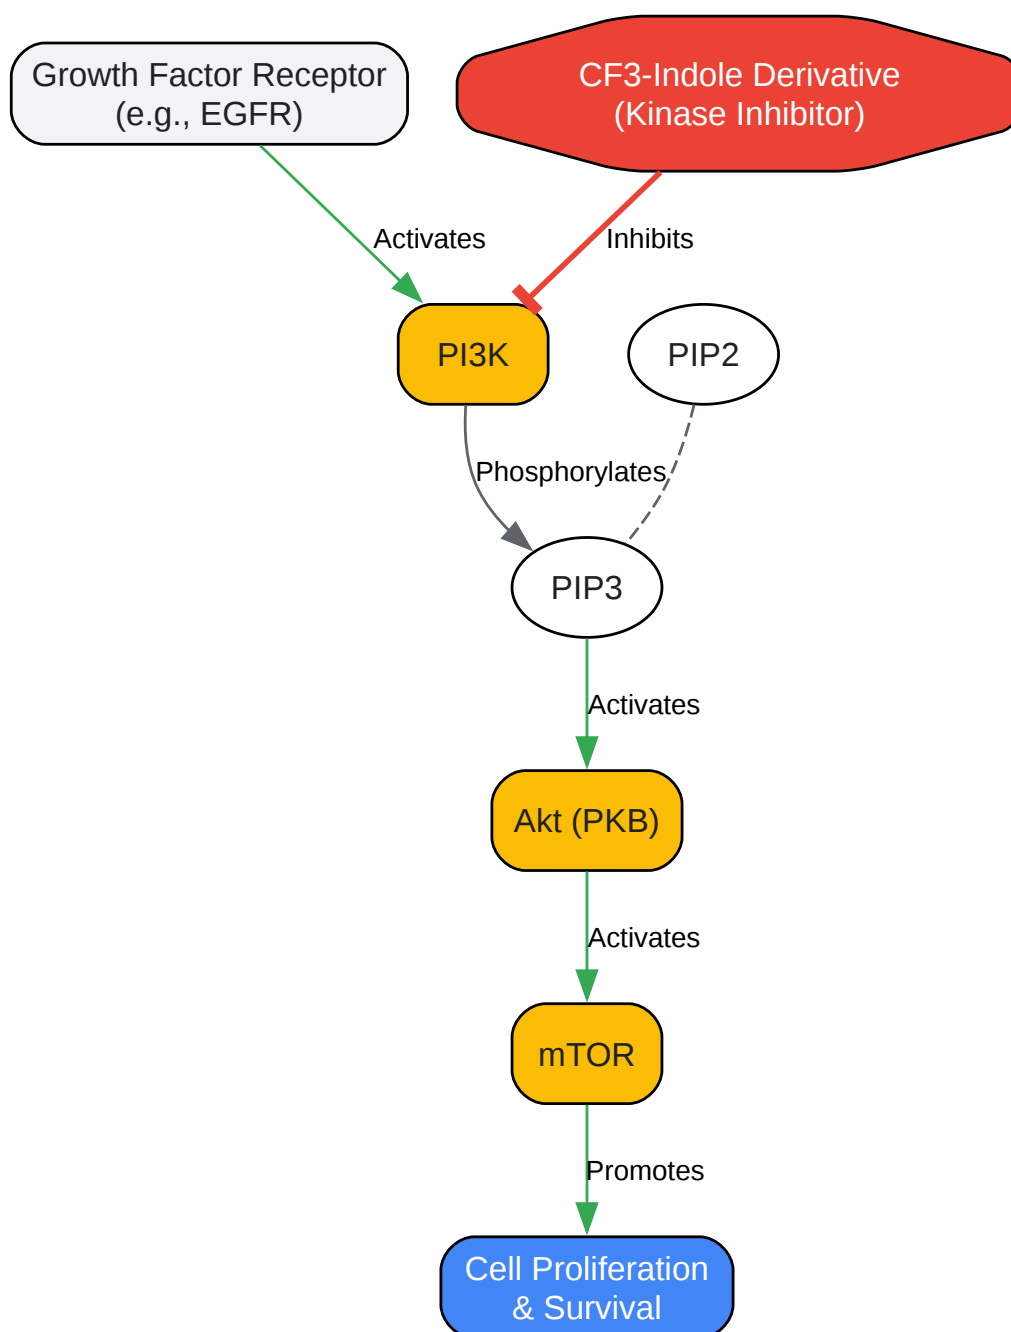 Growth Factor Receptor
(e.g., EGFR)
CF3-Indole Derivative
(Kinase Inhibitor)
Activates
Inhibits
PI3K
PIP2
Phosphorylates
PIP3
Activates
Akt (PKB)
Activates
mTOR
Promotes
Cell Proliferation
& Survival